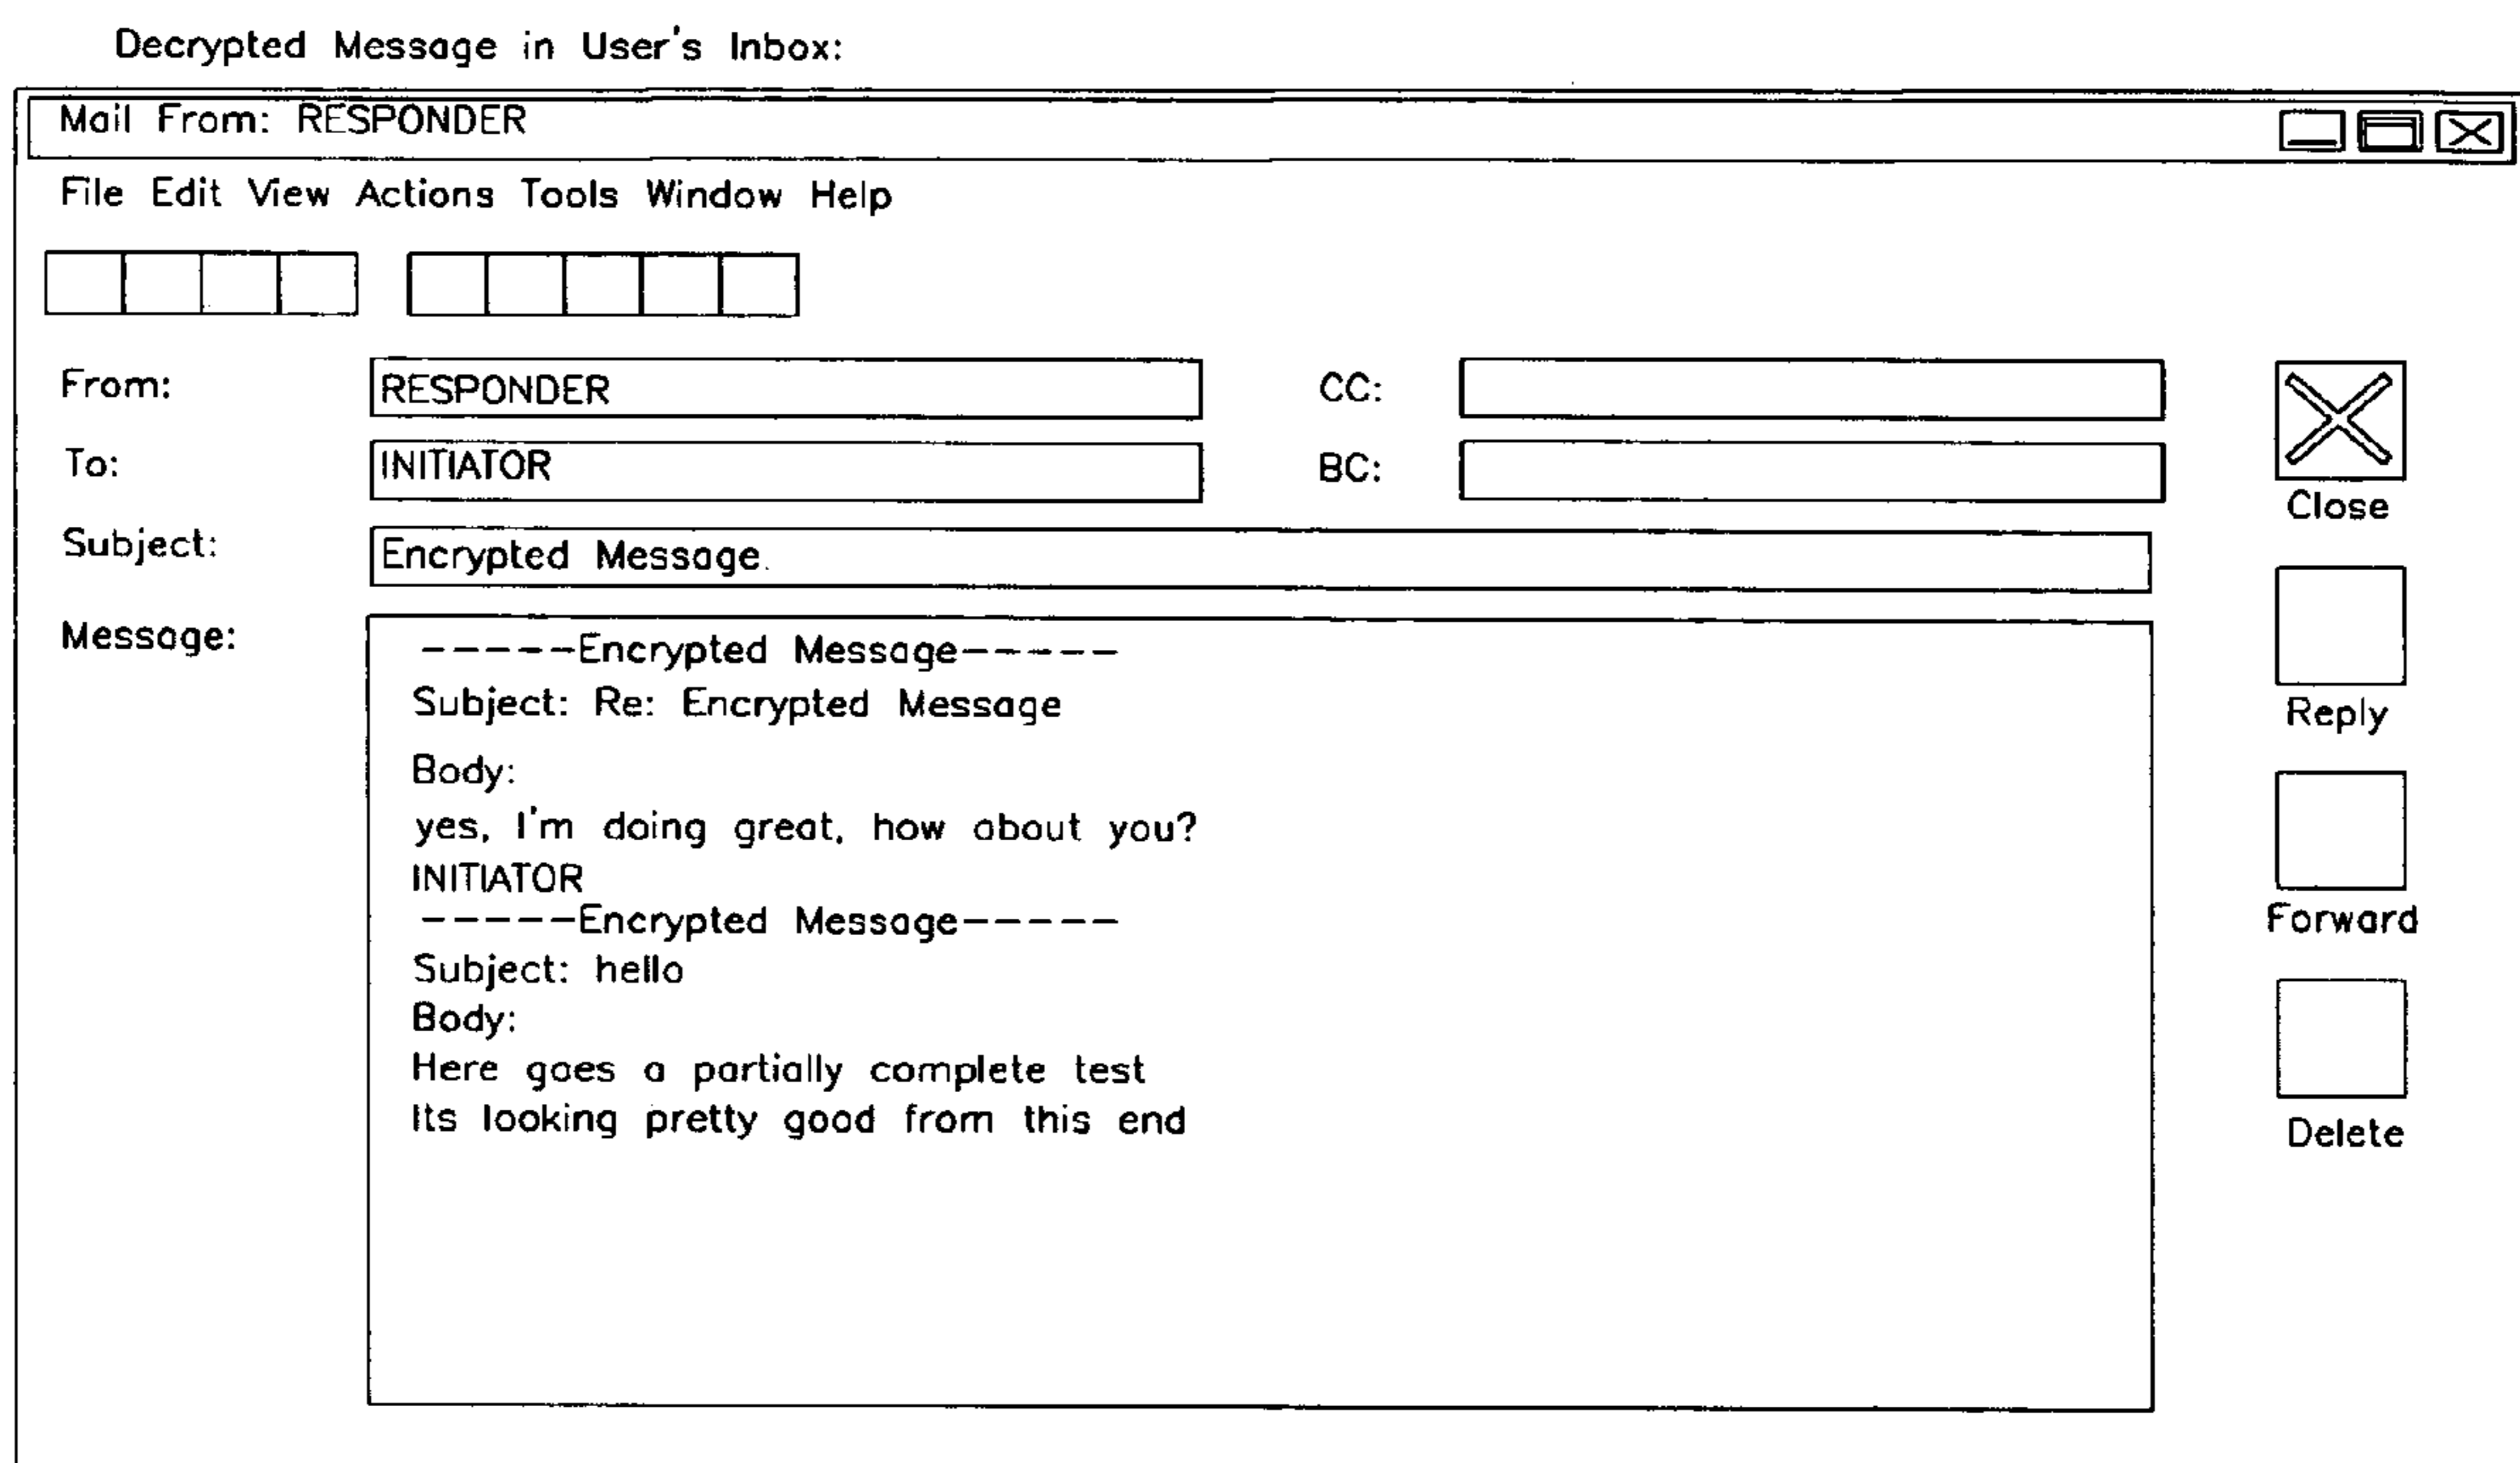 Decrypted Message in User's Inbox:
Mail From: RESPONDER
File Edit View Actions Tools Window Help
From: RESPONDER CC:
To: INITIATOR BC:
Close
Subject: Encrypted Message.
Message:
-----Encrypted Message-----
Subject: Re: Encrypted Message
Reply
Body:
yes, I'm doing great, how about you?
INITIATOR
-----Encrypted Message-----
Forward
Subject: hello
Body:
Here goes a partially complete test
Its looking pretty good from this end
Delete